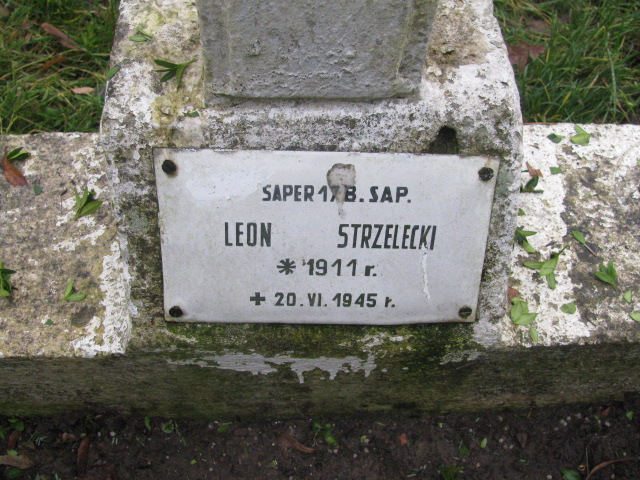 SAPER 17 B. SAP.
LEON STRZELECKI
* 1911 r.
+ 20. VI. 1945 r.